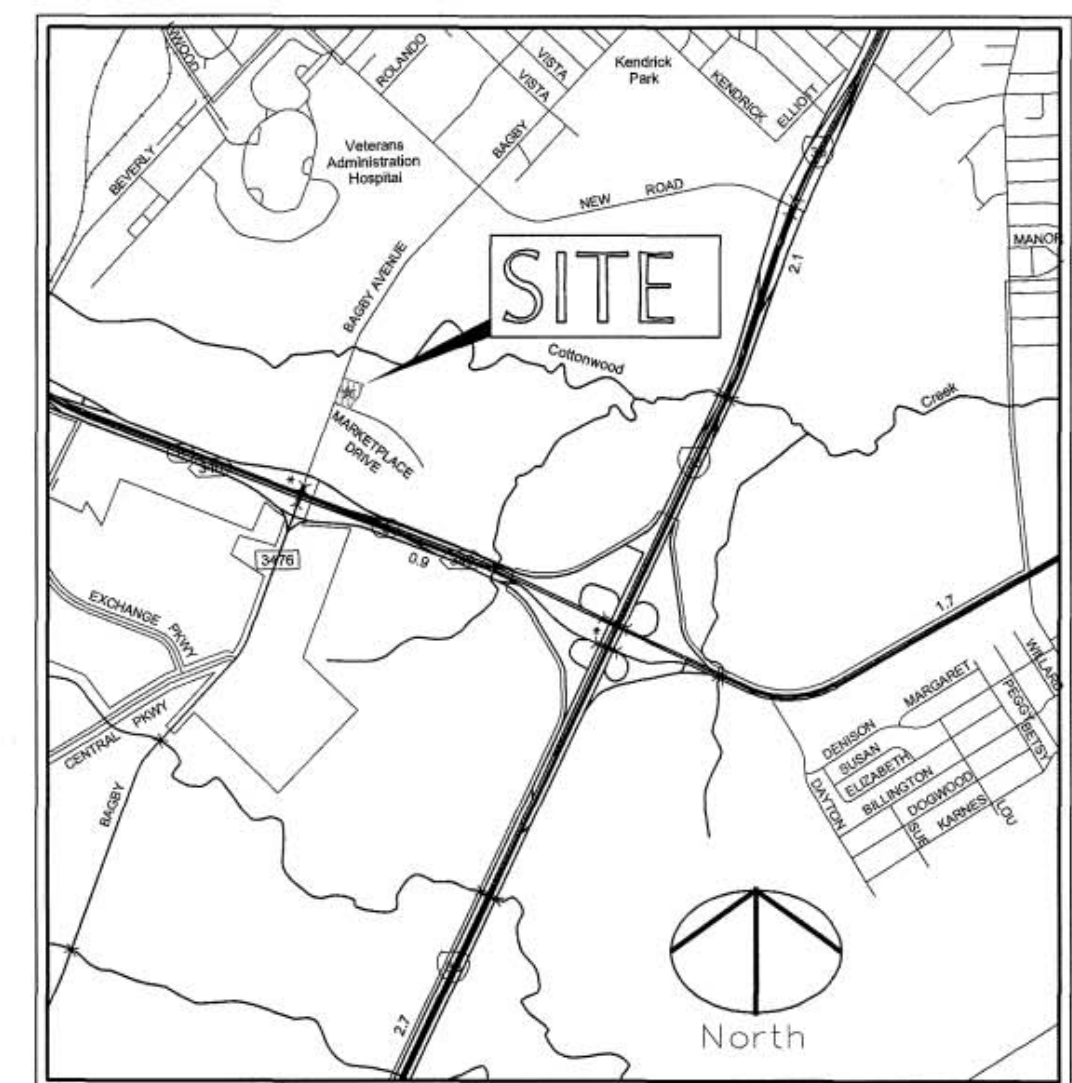 ROLANDO
VISTA
VISTA
Kendrick
Park
KENDRICK
ELLIOTT
BEVERLY
Veterans
Administration
Hospital
BAGBY
NEW ROAD
2.1
MANOR
BAGBY AVENUE
SITE
Cottonwood
Creek
MARKETPLACE
DRIVE
3476
0.9
EXCHANGE PKWY
CENTRAL PKWY
BAGBY
1.7
WILLARD
MARGARET
PEGGY
BETSY
DENISON
SUSAN
ELIZABETH
BILLINGTON
DOGWOOD
KARNES
DAYTON
SUE
LOU
2.7
North